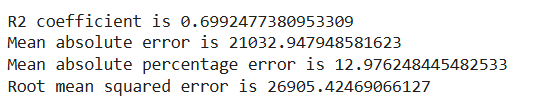 R2 coefficient is 0.6992477380953309
Mean absolute error is 21032.947948581623
Mean absolute percentage error is 12.976248445482533
Root mean squared error is 26905.42469066127